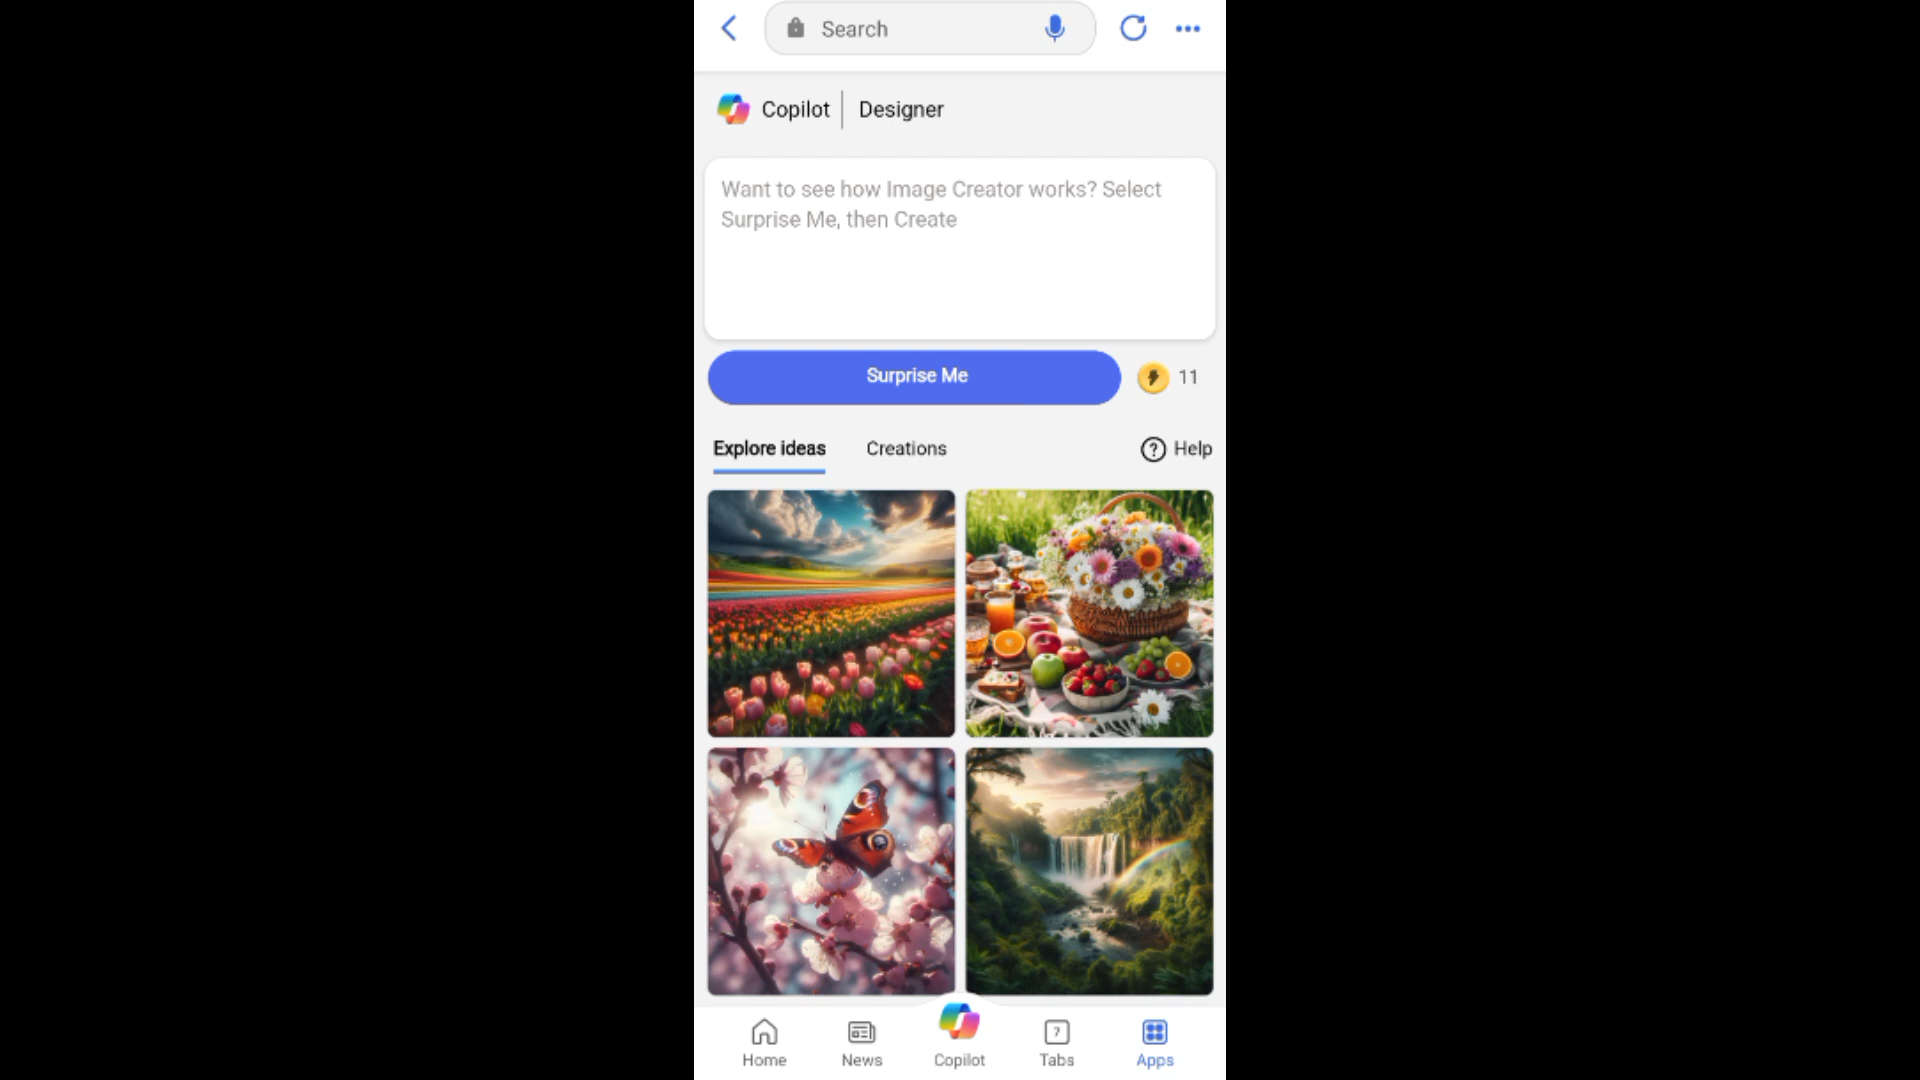 Search
Copilot
Designer
Want to see how Image Creator works? Select
Surprise Me, then Create
Surprise Me
11
Explore ideas
Creations
? Help
Home
News
Copilot
7
Tabs
Apps